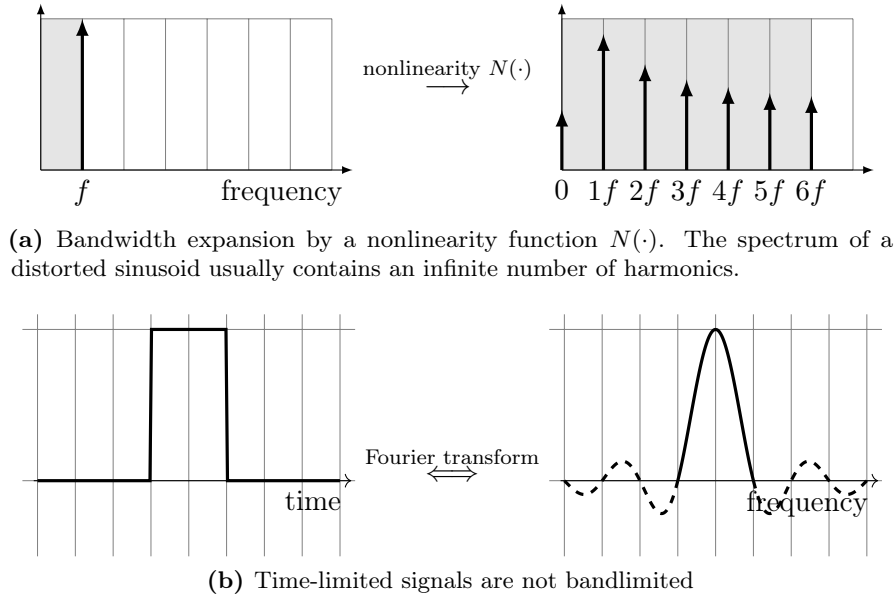 nonlinearity N(·)
⟶
f frequency
0 1f 2f 3f 4f 5f 6f
(a) Bandwidth expansion by a nonlinearity function N(·). The spectrum of a
distorted sinusoid usually contains an infinite number of harmonics.
Fourier transform
⟺
time
frequency
(b) Time-limited signals are not bandlimited